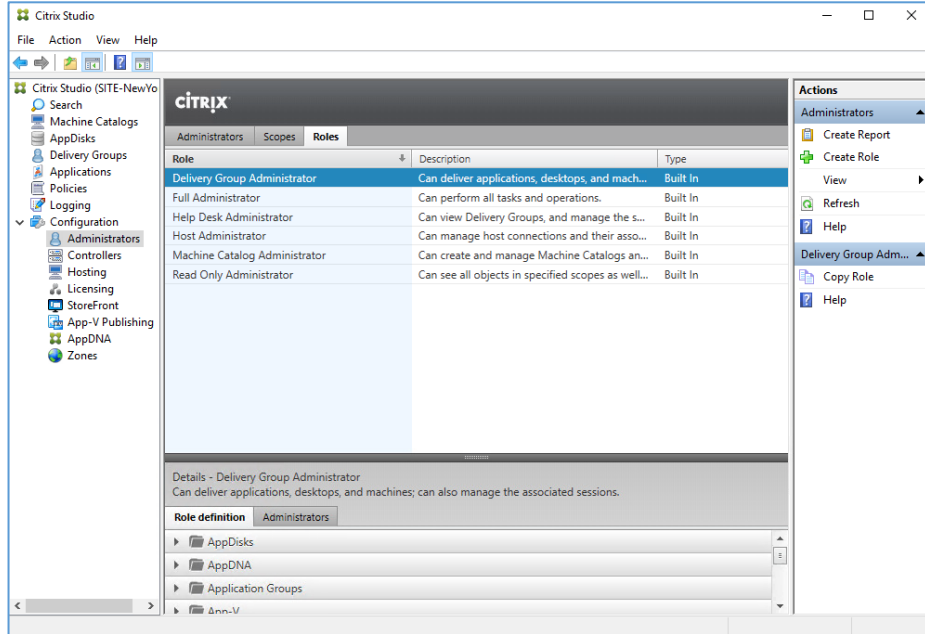 Citrix Studio
File Action View Help
Citrix Studio (SITE-NewYo
Search
Machine Catalogs
AppDisks
Delivery Groups
Applications
Policies
Logging
Configuration
Administrators
Controllers
Hosting
Licensing
StoreFront
App-V Publishing
AppDNA
Zones
CITRIX
Administrators Scopes Roles
Role Description Type
Delivery Group Administrator Can deliver applications, desktops, and mach... Built In
Full Administrator Can perform all tasks and operations. Built In
Help Desk Administrator Can view Delivery Groups, and manage the s... Built In
Host Administrator Can manage host connections and their asso... Built In
Machine Catalog Administrator Can create and manage Machine Catalogs an... Built In
Read Only Administrator Can see all objects in specified scopes as well... Built In
Details - Delivery Group Administrator
Can deliver applications, desktops, and machines; can also manage the associated sessions.
Role definition Administrators
AppDisks
AppDNA
Application Groups
App-V
Actions
Administrators
Create Report
Create Role
View
Refresh
Help
Delivery Group Adm...
Copy Role
Help